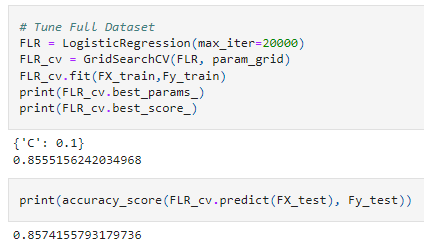 # Tune Full Dataset
FLR = LogisticRegression(max_iter=20000)
FLR_cv = GridSearchCV(FLR, param_grid)
FLR_cv.fit(FX_train,Fy_train)
print(FLR_cv.best_params_)
print(FLR_cv.best_score_)
{'C': 0.1}
0.8555156242034968
print(accuracy_score(FLR_cv.predict(FX_test), Fy_test))
0.8574155793179736